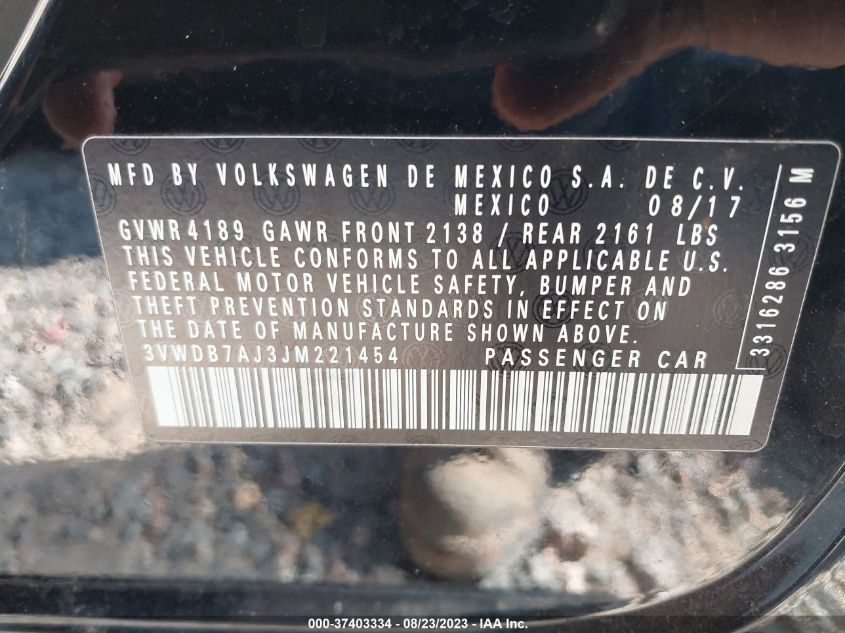 MFD BY VOLKSWAGEN DE MEXICO S.A. DE C.V.
MEXICO 08/17
GVWR 4189 GAWR FRONT 2138 / REAR 2161 LBS
THIS VEHICLE CONFORMS TO ALL APPLICABLE U.S.
FEDERAL MOTOR VEHICLE SAFETY, BUMPER AND
THEFT PREVENTION STANDARDS IN EFFECT ON
THE DATE OF MANUFACTURE SHOWN ABOVE.
3VWDB7AJ3JM221454 PASSENGER CAR
3316286 3156 M
000-37403334 / 08/23/2023 - IAA Inc.